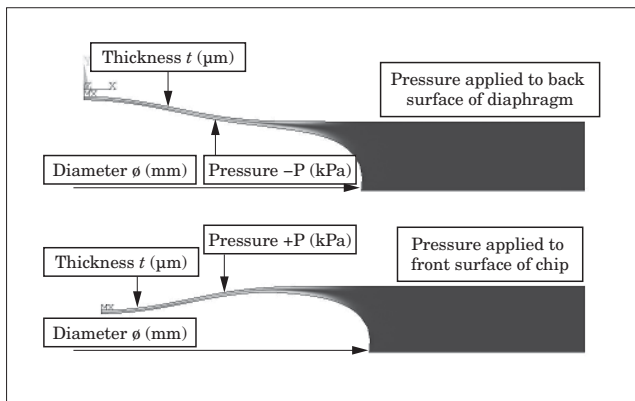 Thickness t (µm)
Pressure applied to back
surface of diaphragm
X
Diameter ø (mm)
Pressure –P (kPa)
Pressure +P (kPa)
Pressure applied to
front surface of chip
Thickness t (µm)
MX
Diameter ø (mm)